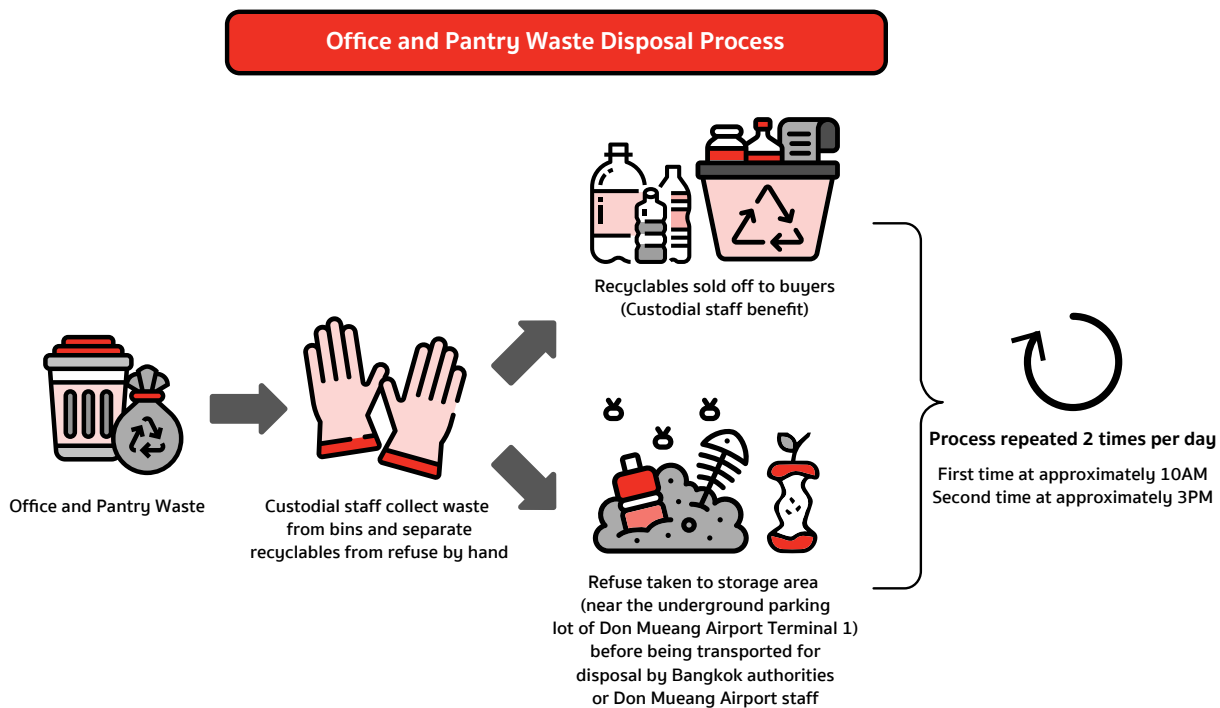 Office and Pantry Waste Disposal Process
Recyclables sold off to buyers
(Custodial staff benefit)
Office and Pantry Waste
Custodial staff collect waste
from bins and separate
recyclables from refuse by hand
Refuse taken to storage area
(near the underground parking
lot of Don Mueang Airport Terminal 1)
before being transported for
disposal by Bangkok authorities
or Don Mueang Airport staff
Process repeated 2 times per day
First time at approximately 10AM
Second time at approximately 3PM